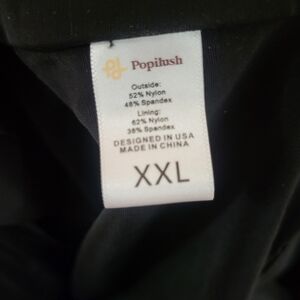 Popilush
Outside:
52% Nylon
48% Spandex
Lining:
62% Nylon
38% Spandex
DESIGNED IN USA
MADE IN CHINA
XXL